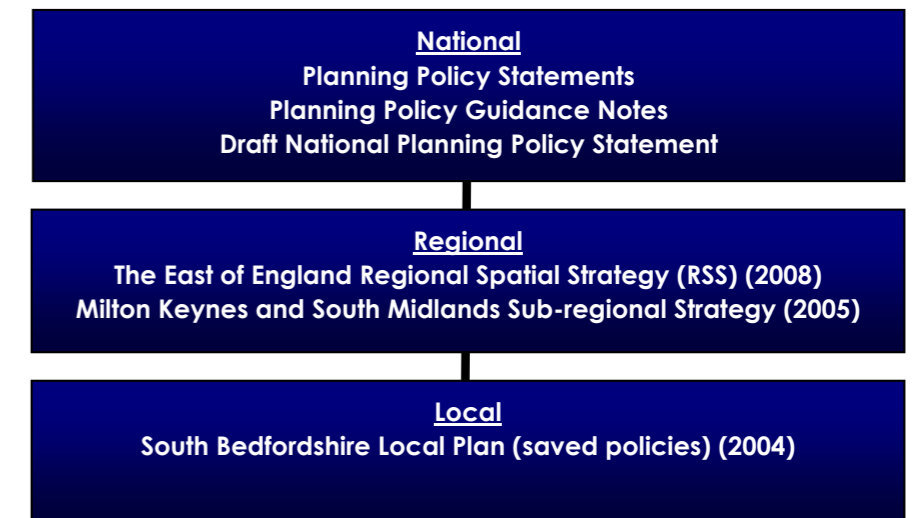 National
Planning Policy Statements
Planning Policy Guidance Notes
Draft National Planning Policy Statement
Regional
The East of England Regional Spatial Strategy (RSS) (2008)
Milton Keynes and South Midlands Sub-regional Strategy (2005)
Local
South Bedfordshire Local Plan (saved policies) (2004)